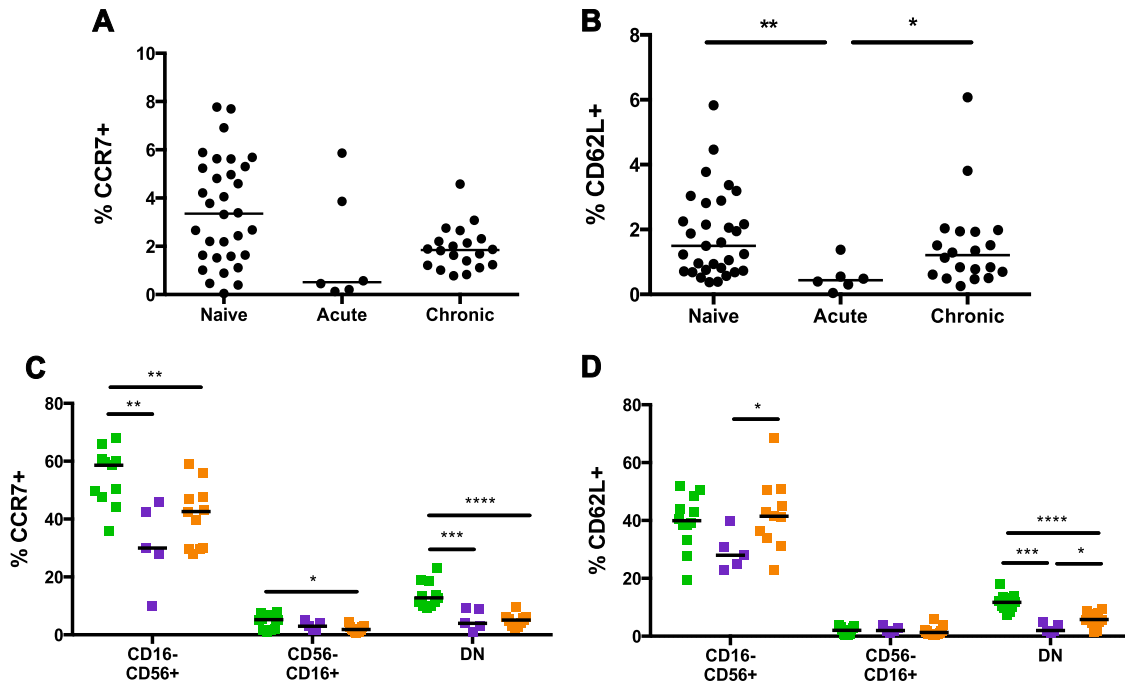 A
% CCR7+
10
8
6
4
2
0
Naive Acute Chronic
B
% CD62L+
8
6
4
2
0
** *
Naive Acute Chronic
C
% CCR7+
80
60
40
20
0
**
**
*
****
***
CD16- CD56- DN
CD56+ CD16+
D
% CD62L+
80
60
40
20
0
*
****
*** *
CD16- CD56- DN
CD56+ CD16+